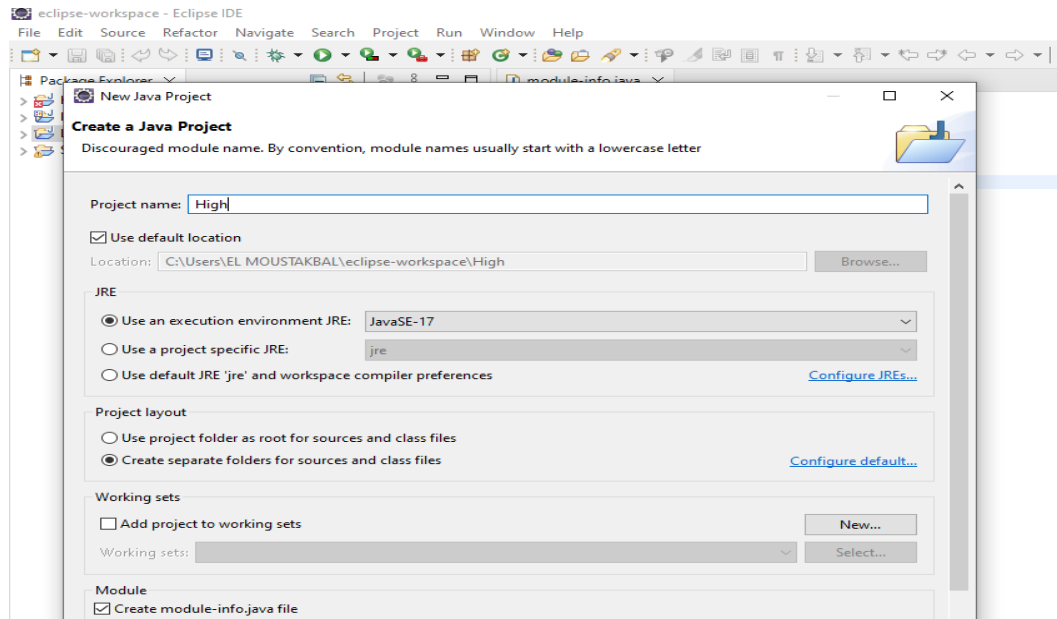 eclipse-workspace - Eclipse IDE
File Edit Source Refactor Navigate Search Project Run Window Help
Package Explorer module-info.java
New Java Project
Create a Java Project
Discouraged module name. By convention, module names usually start with a lowercase letter
Project name: High
Use default location
Location: C:\Users\EL MOUSTAKBAL\eclipse-workspace\High Browse...
JRE
Use an execution environment JRE: JavaSE-17
Use a project specific JRE: jre
Use default JRE 'jre' and workspace compiler preferences Configure JREs...
Project layout
Use project folder as root for sources and class files
Create separate folders for sources and class files Configure default...
Working sets
Add project to working sets New...
Working sets: Select...
Module
Create module-info.java file